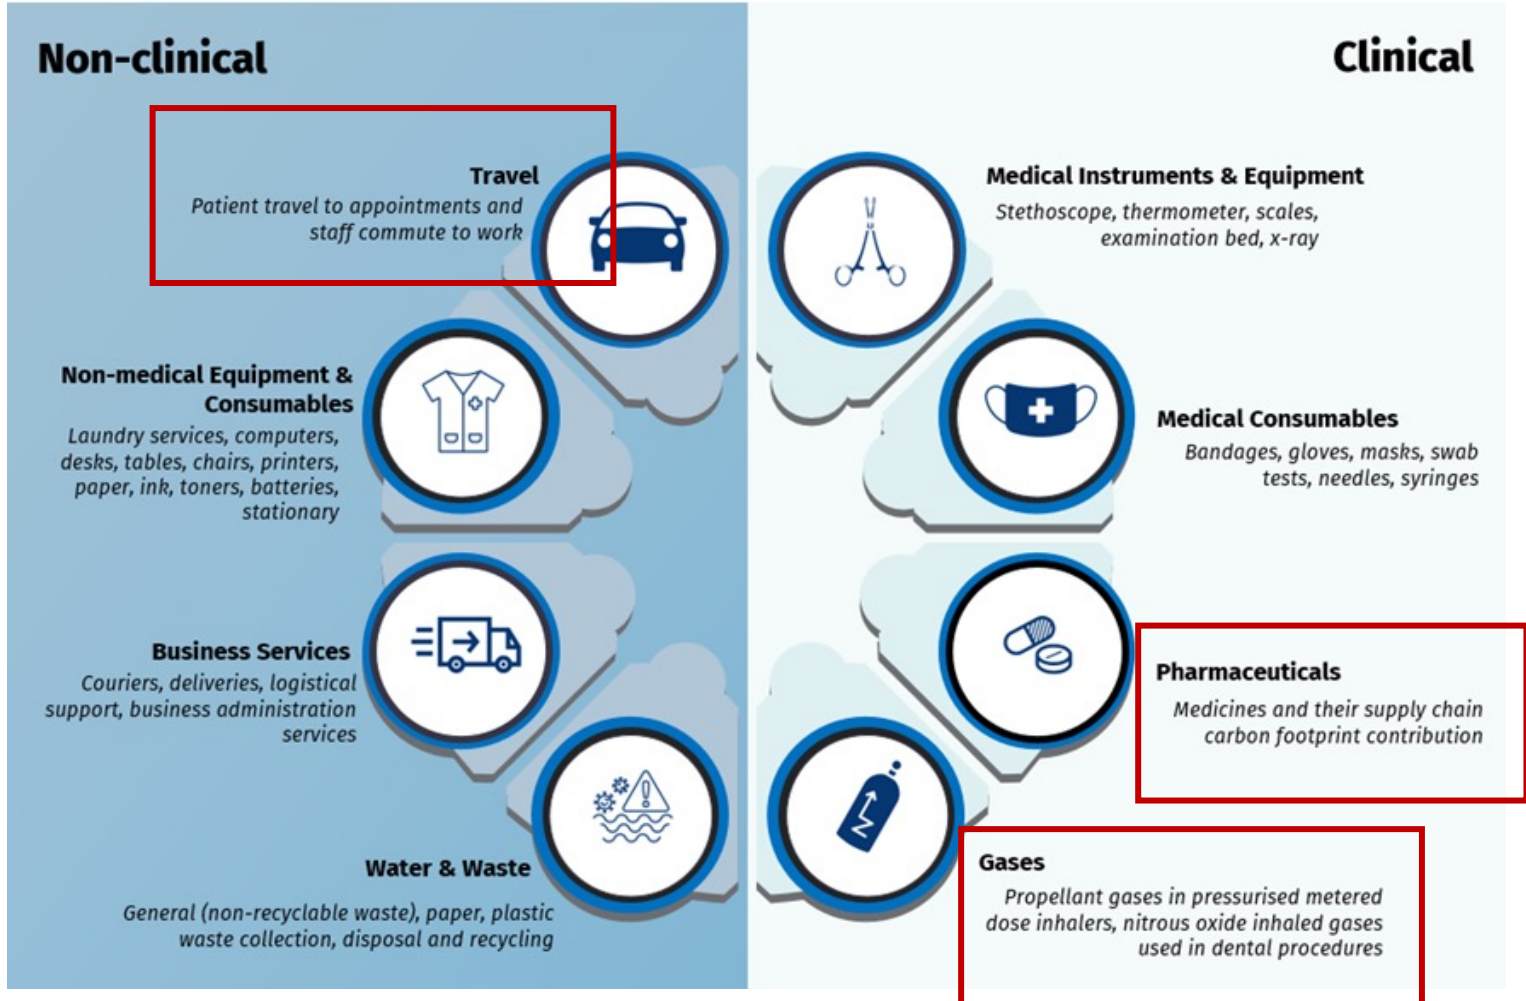 Non-clinical
Travel
Patient travel to appointments and
staff commute to work
Non-medical Equipment &
Consumables
Laundry services, computers,
desks, tables, chairs, printers,
paper, ink, toners, batteries,
stationary
Business Services
Couriers, deliveries, logistical
support, business administration
services
Water & Waste
General (non-recyclable waste), paper, plastic
waste collection, disposal and recycling
Clinical
Medical Instruments & Equipment
Stethoscope, thermometer, scales,
examination bed, x-ray
Medical Consumables
Bandages, gloves, masks, swab
tests, needles, syringes
Pharmaceuticals
Medicines and their supply chain
carbon footprint contribution
Gases
Propellant gases in pressurised metered
dose inhalers, nitrous oxide inhaled gases
used in dental procedures